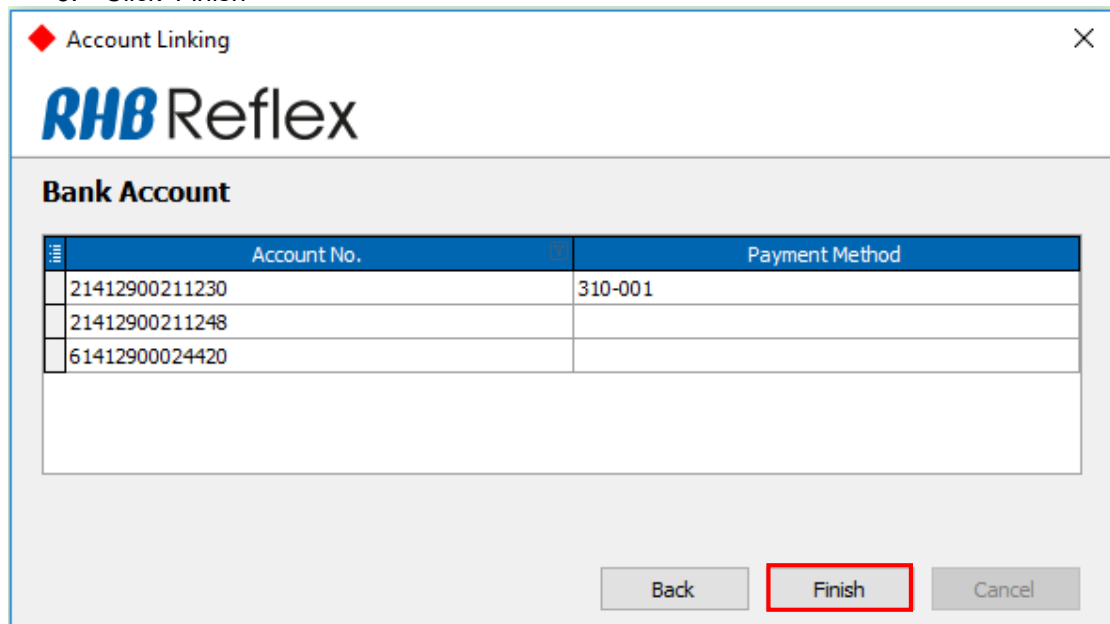 Account Linking
RHB Reflex
Bank Account
Account No. Payment Method
21412900211230 310-001
21412900211248
61412900024420
Back Finish Cancel